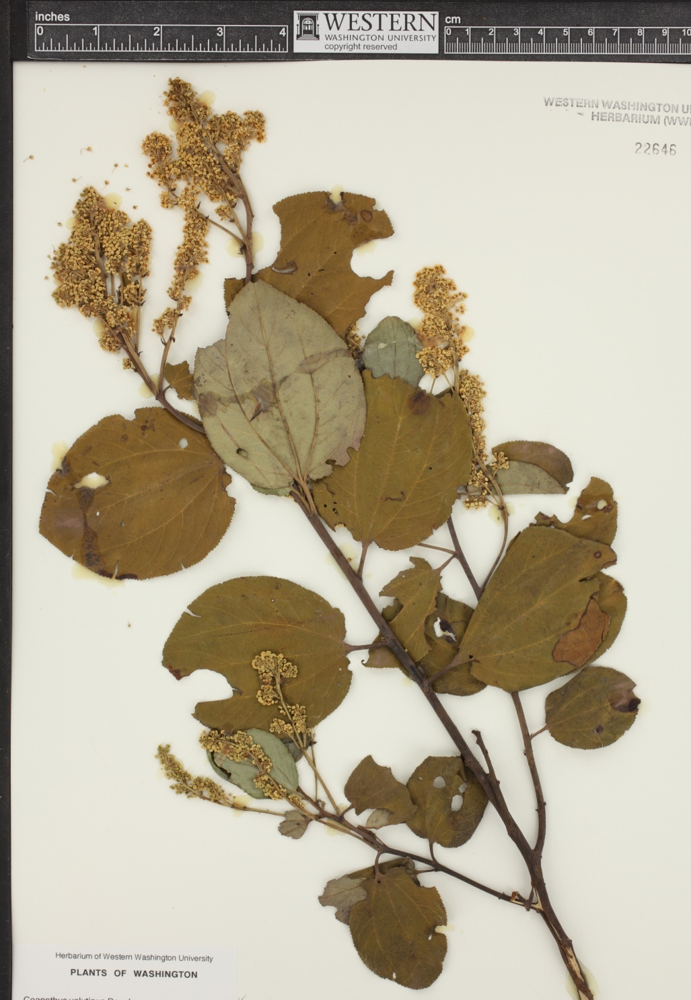 inches
0 1 2 3 4
WESTERN
WASHINGTON UNIVERSITY
copyright reserved
cm
0 1 2 3 4 5 6 7 8 9 10
WESTERN WASHINGTON U
HERBARIUM (WW
22646
Herbarium of Western Washington University
PLANTS OF WASHINGTON